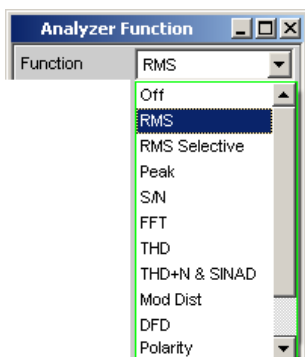 Analyzer Function
Function RMS
Off
RMS
RMS Selective
Peak
S/N
FFT
THD
THD+N & SINAD
Mod Dist
DFD
Polarity